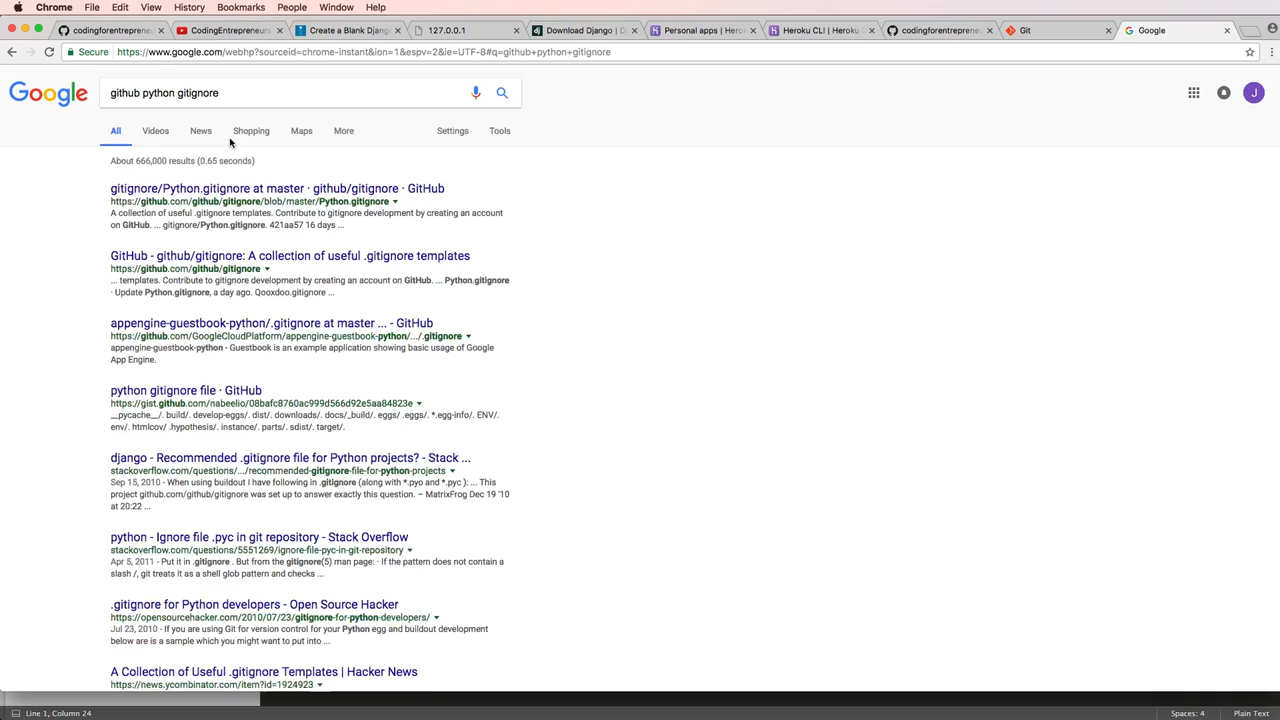 Chrome File Edit View History Bookmarks People Window Help
codingforentreprene CodingEntrepreneurs Create a Blank Djang 127.0.0.1 Download Django | Dj Personal apps | Hero Heroku CLI | Heroku D codingforentreprene Git Google
Secure https://www.google.com/webhp?sourceid=chrome-instant&ion=1&espv=2&ie=UTF-8#q=github+python+gitignore
Google github python gitignore J
All Videos News Shopping Maps More Settings Tools
About 666,000 results (0.65 seconds)
gitignore/Python.gitignore at master · github/gitignore · GitHub
https://github.com/github/gitignore/blob/master/Python.gitignore
A collection of useful .gitignore templates. Contribute to gitignore development by creating an account
on GitHub. ... gitignore/Python.gitignore. 421aa57 16 days ...
GitHub - github/gitignore: A collection of useful .gitignore templates
https://github.com/github/gitignore
... templates. Contribute to gitignore development by creating an account on GitHub. ... Python.gitignore
· Update Python.gitignore, a day ago. Qooxdoo.gitignore ...
appengine-guestbook-python/.gitignore at master ... - GitHub
https://github.com/GoogleCloudPlatform/appengine-guestbook-python/.../.gitignore
appengine-guestbook-python - Guestbook is an example application showing basic usage of Google
App Engine.
python gitignore file · GitHub
https://gist.github.com/nabeelio/08bafc8760ac999d566d92e5aa84823e
__pycache__/. build/. develop-eggs/. dist/. downloads/. docs/_build/. eggs/ .eggs/. *.egg-info/. ENV/.
env/. htmlcov/ .hypothesis/. instance/. parts/. sdist/. target/.
django - Recommended .gitignore file for Python projects? - Stack ...
stackoverflow.com/questions/.../recommended-gitignore-file-for-python-projects
Sep 15, 2010 - When using buildout I have following in .gitignore (along with *.pyo and *.pyc ): ... This
project github.com/github/gitignore was set up to answer exactly this question. – MatrixFrog Dec 19 '10
at 20:22 ...
python - Ignore file .pyc in git repository - Stack Overflow
stackoverflow.com/questions/5551269/ignore-file-pyc-in-git-repository
Apr 5, 2011 - Put it in .gitignore . But from the gitignore(5) man page: · If the pattern does not contain a
slash /, git treats it as a shell glob pattern and checks ...
.gitignore for Python developers - Open Source Hacker
https://opensourcehacker.com/2010/07/23/gitignore-for-python-developers/
Jul 23, 2010 - If you are using Git for version control for your Python egg and buildout development
below are is a sample which you might want to put into ...
A Collection of Useful .gitignore Templates | Hacker News
https://news.ycombinator.com/item?id=1924923
Line 1, Column 24 Spaces: 4 Plain Text